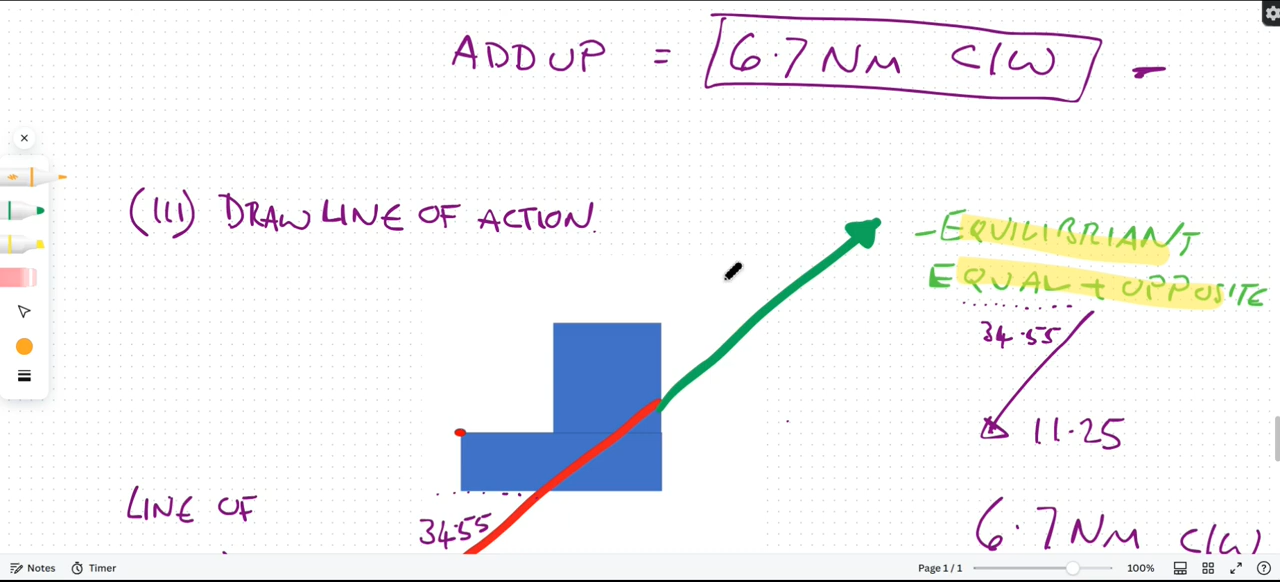 ADD UP = 6.7 NM C/W -
(III) DRAW LINE OF ACTION.
-EQUILIBRIANT
EQUAL + OPPOSITE
34.55
11.25
LINE OF
34.55
6.7 NM C/W
Notes
Timer
Page 1 / 1
100%